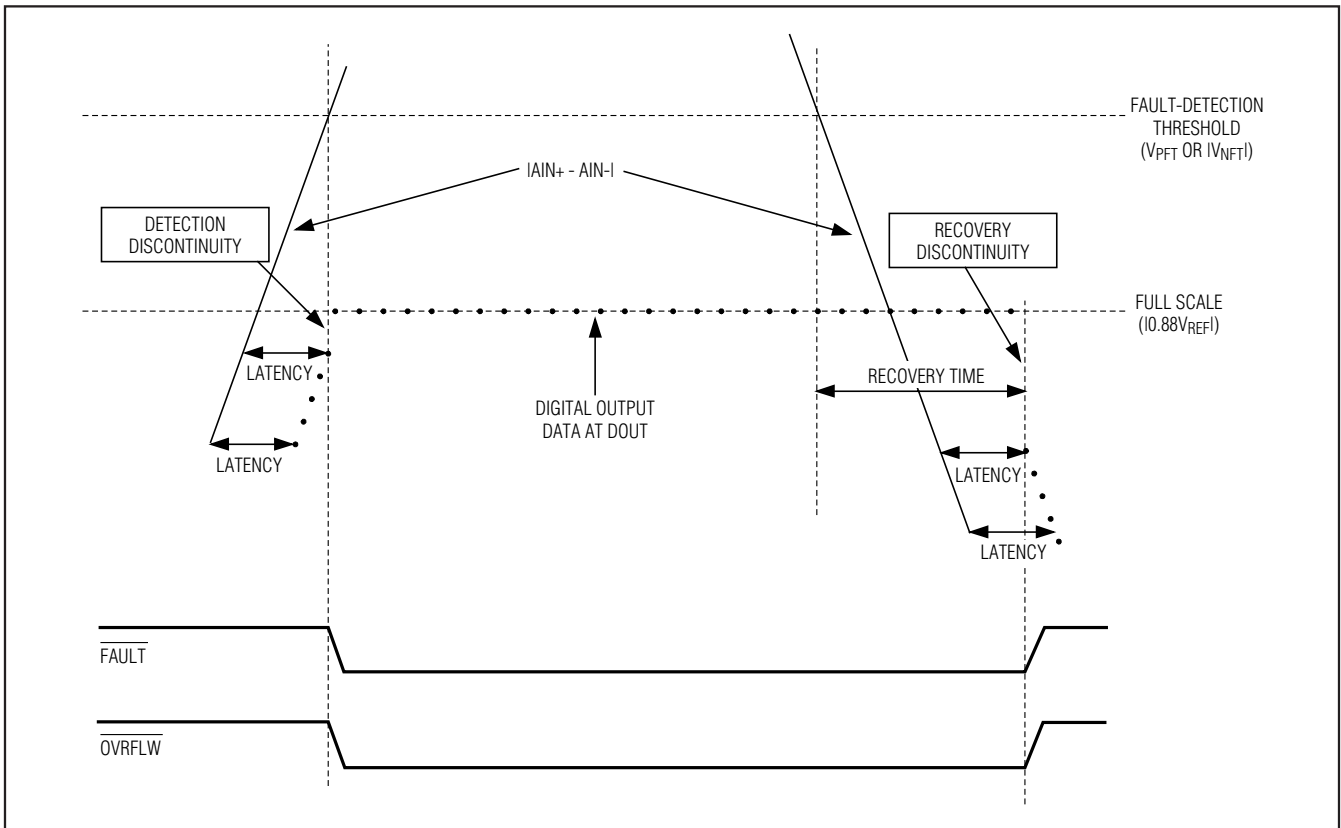 FAULT-DETECTION
THRESHOLD
(VPFT OR |VNFT|)
|AIN+ - AIN-|
DETECTION
DISCONTINUITY
RECOVERY
DISCONTINUITY
FULL SCALE
(|0.88VREF|)
LATENCY
RECOVERY TIME
DIGITAL OUTPUT
DATA AT DOUT
LATENCY
LATENCY
LATENCY
FAULT
OVRFLW